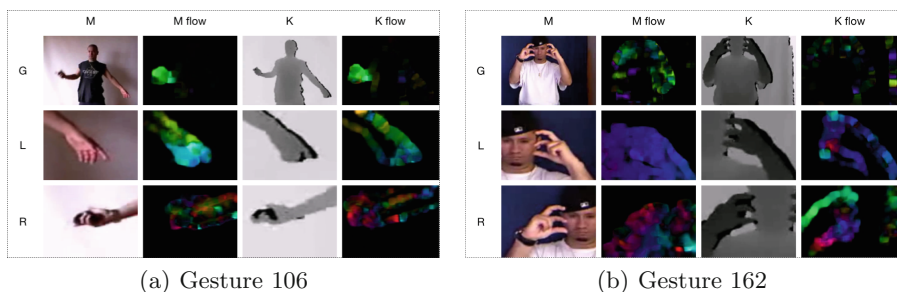 M M flow K K flow M M flow K K flow
G G
L L
R R
(a) Gesture 106 (b) Gesture 162